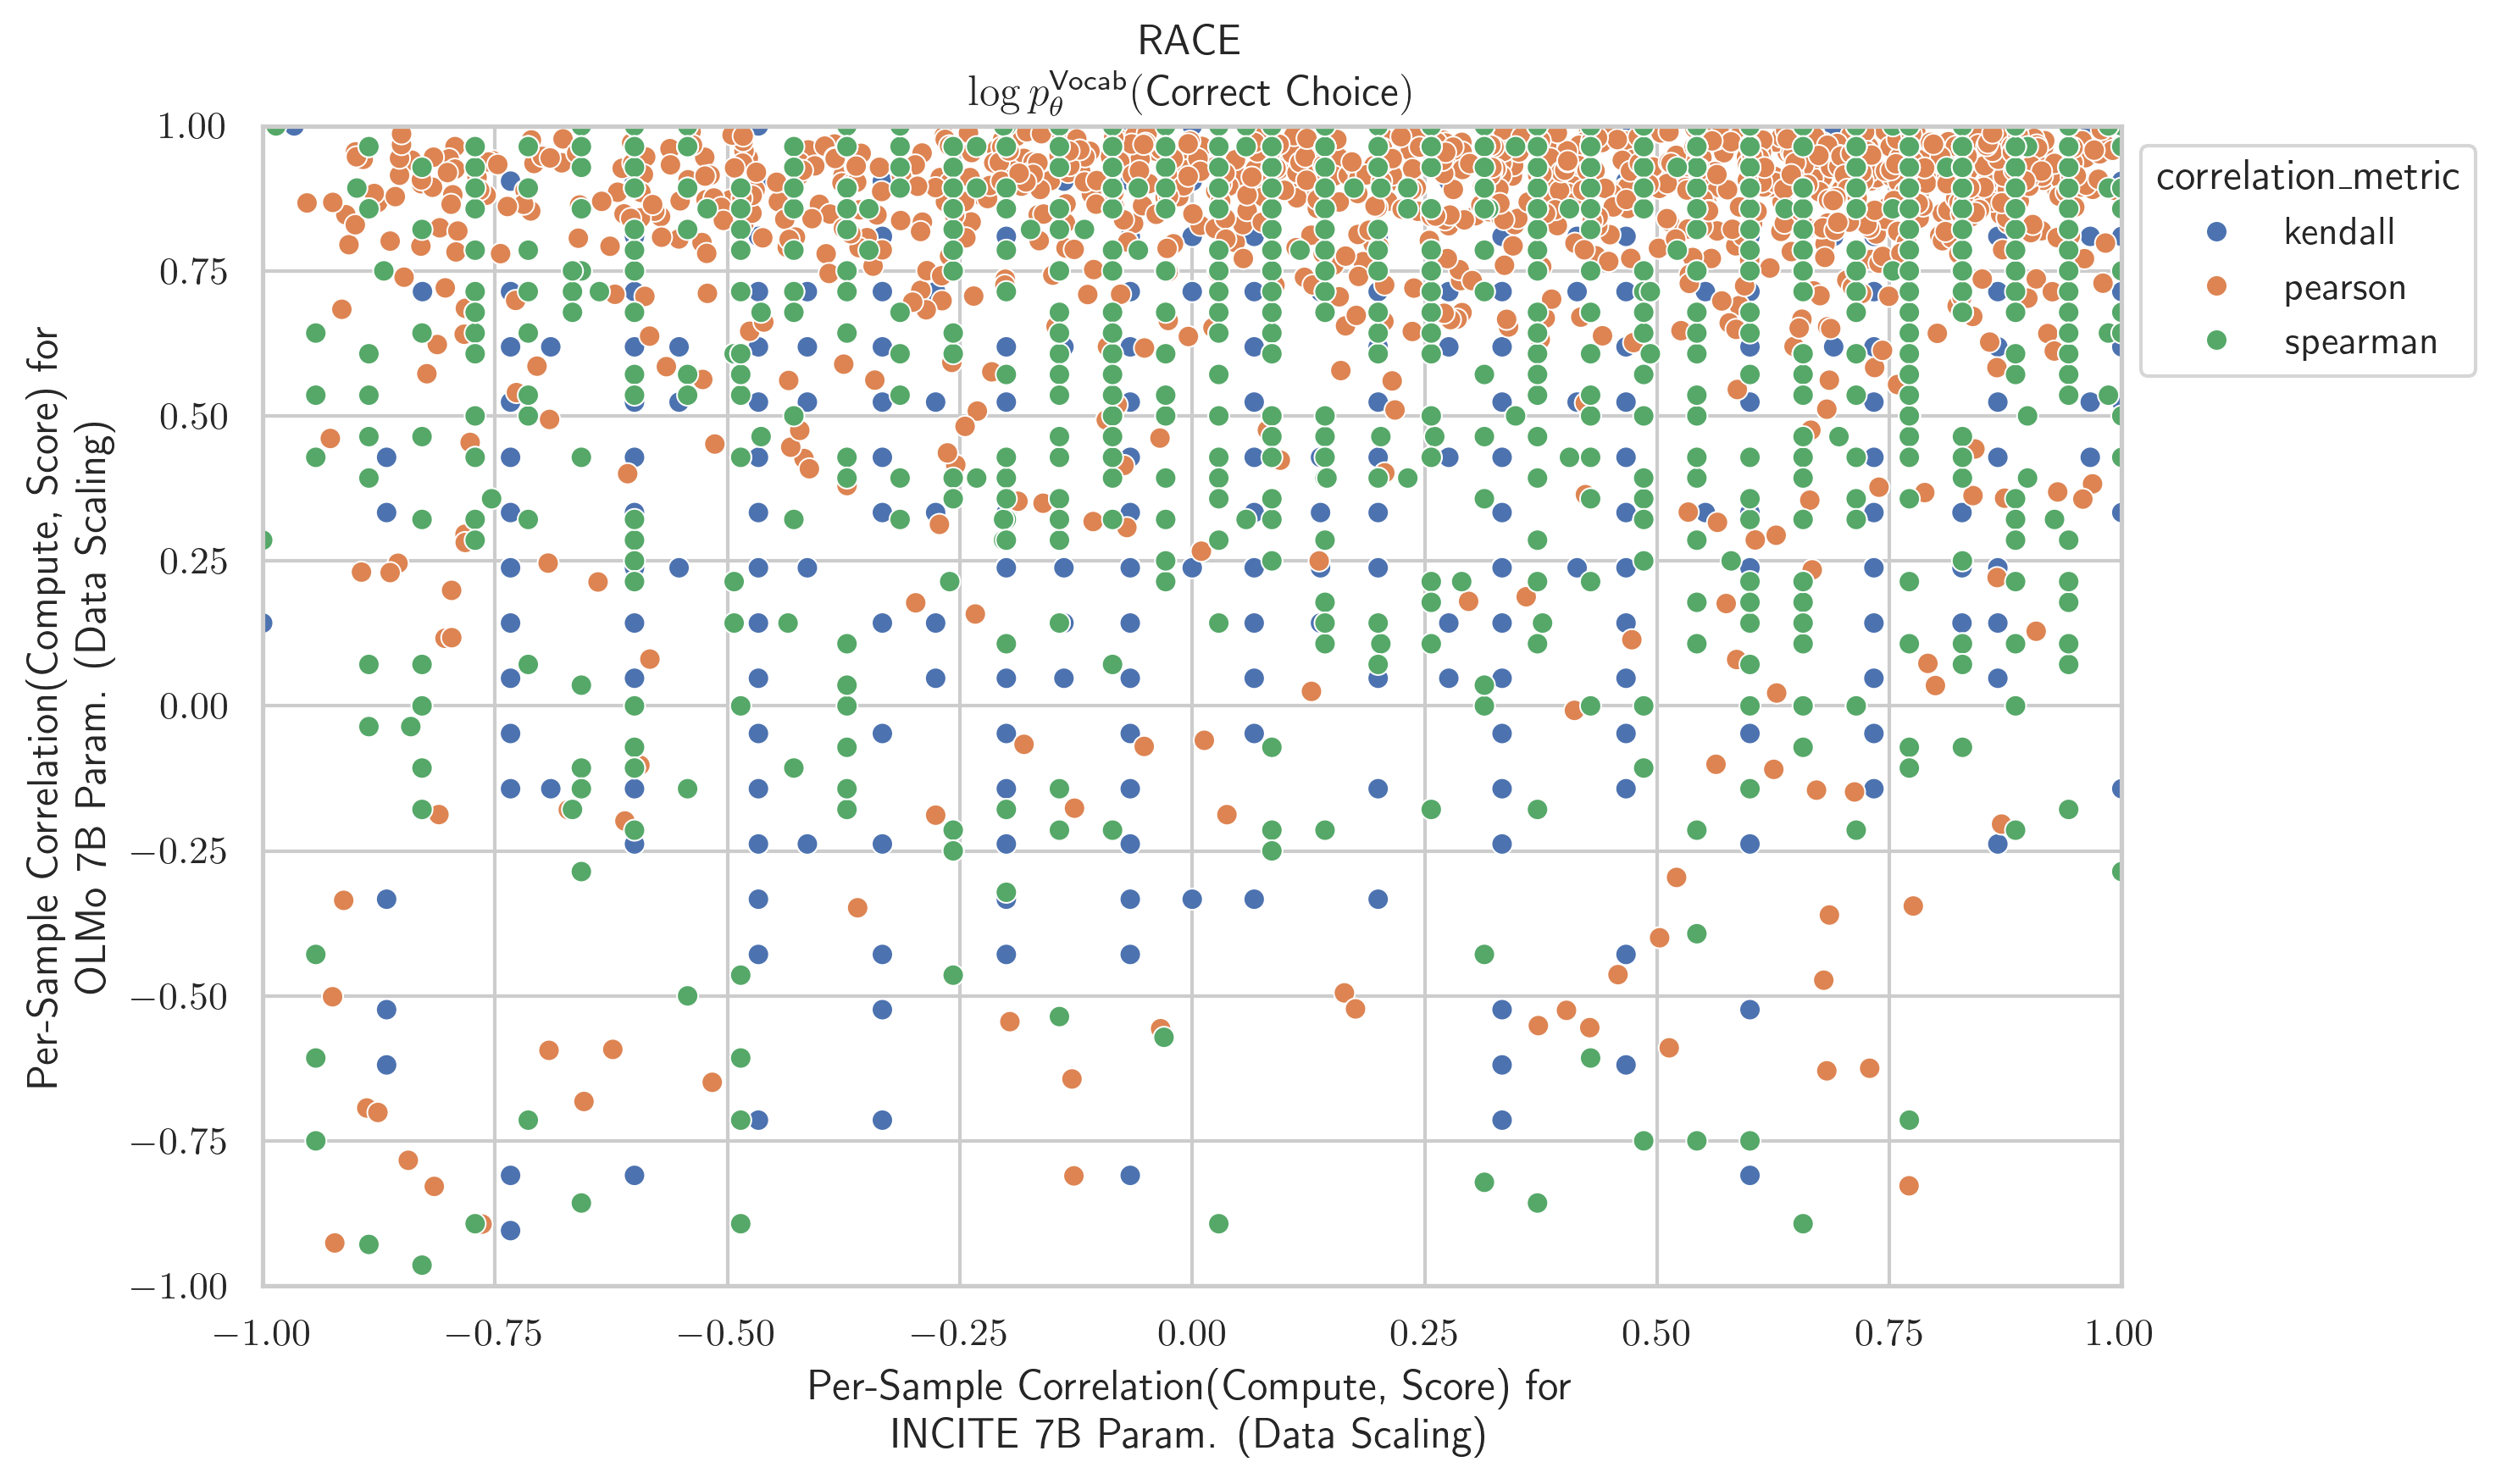 RACE
log p_θ^Vocab(Correct Choice)
1.00
0.75
0.50
0.25
0.00
−0.25
−0.50
−0.75
−1.00
Per-Sample Correlation(Compute, Score) for
OLMo 7B Param. (Data Scaling)
−1.00 −0.75 −0.50 −0.25 0.00 0.25 0.50 0.75 1.00
Per-Sample Correlation(Compute, Score) for
INCITE 7B Param. (Data Scaling)
correlation_metric
kendall
pearson
spearman